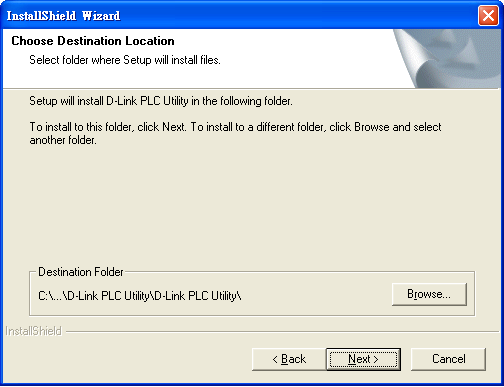 InstallShield Wizard
Choose Destination Location
Select folder where Setup will install files.
Setup will install D-Link PLC Utility in the following folder.
To install to this folder, click Next. To install to a different folder, click Browse and select
another folder.
Destination Folder
C:\...\D-Link PLC Utility\D-Link PLC Utility\
Browse...
InstallShield
< Back
Next >
Cancel